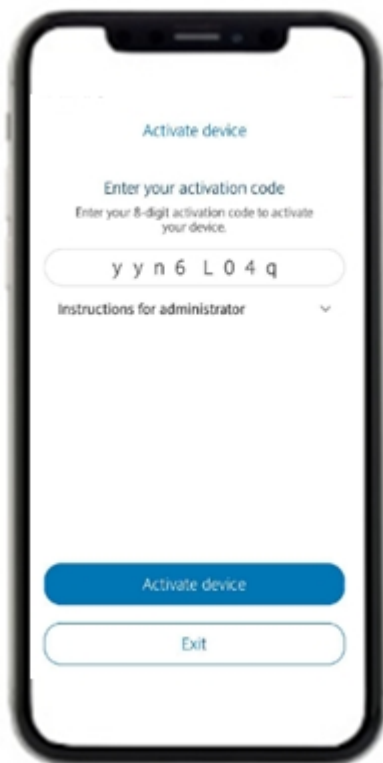 Activate device
Enter your activation code
Enter your 8-digit activation code to activate
your device.
y y n 6 L 0 4 q
Instructions for administrator
Activate device
Exit